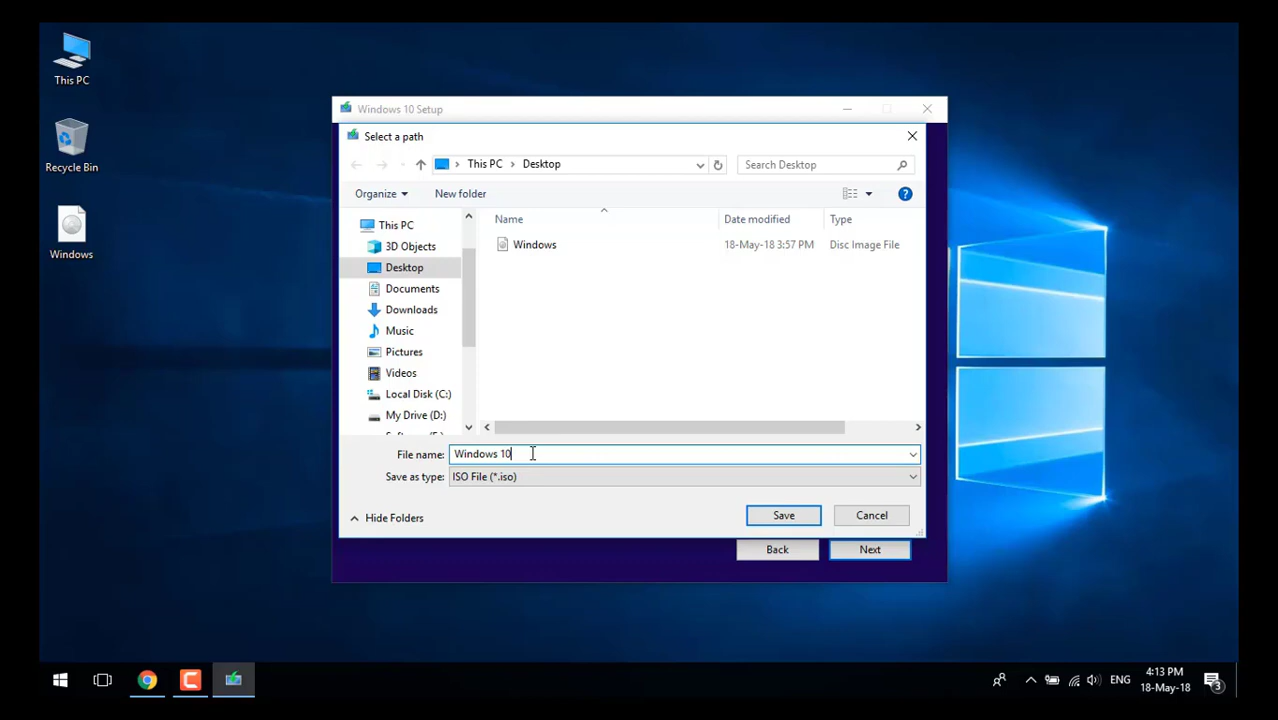 This PC
Recycle Bin
Windows
Windows 10 Setup
Select a path
This PC > Desktop
Search Desktop
Organize
New folder
Name Date modified Type
Windows 18-May-18 3:57 PM Disc Image File
This PC
3D Objects
Desktop
Documents
Downloads
Music
Pictures
Videos
Local Disk (C:)
My Drive (D:)
File name: Windows 10
Save as type: ISO File (*.iso)
Hide Folders
Save Cancel
Back Next
ENG
4:13 PM
18-May-18
3